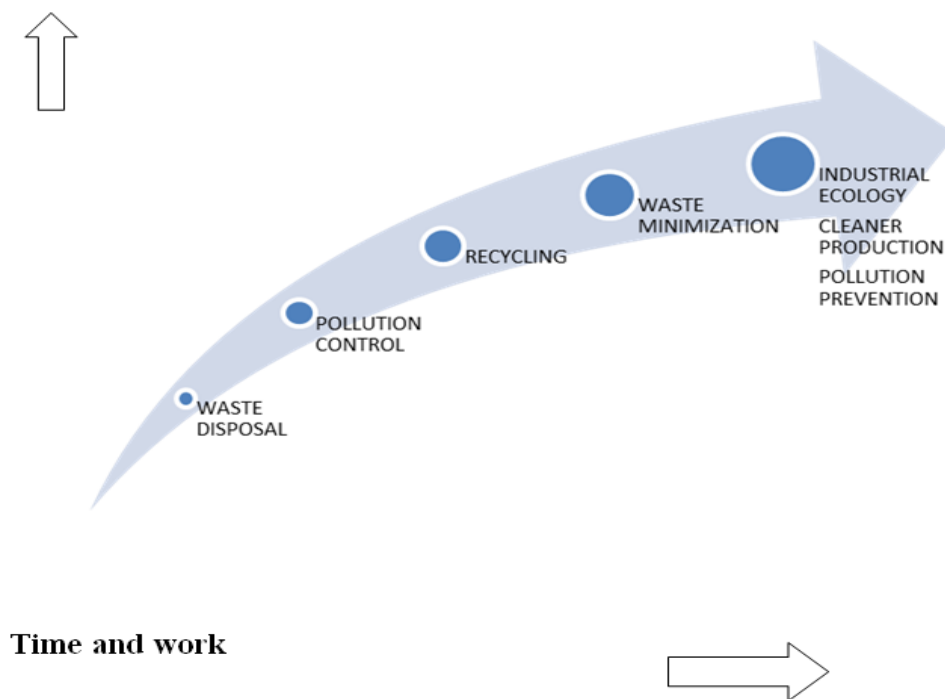 WASTE
DISPOSAL
POLLUTION
CONTROL
RECYCLING
WASTE
MINIMIZATION
INDUSTRIAL
ECOLOGY
CLEANER
PRODUCTION
POLLUTION
PREVENTION
Time and work